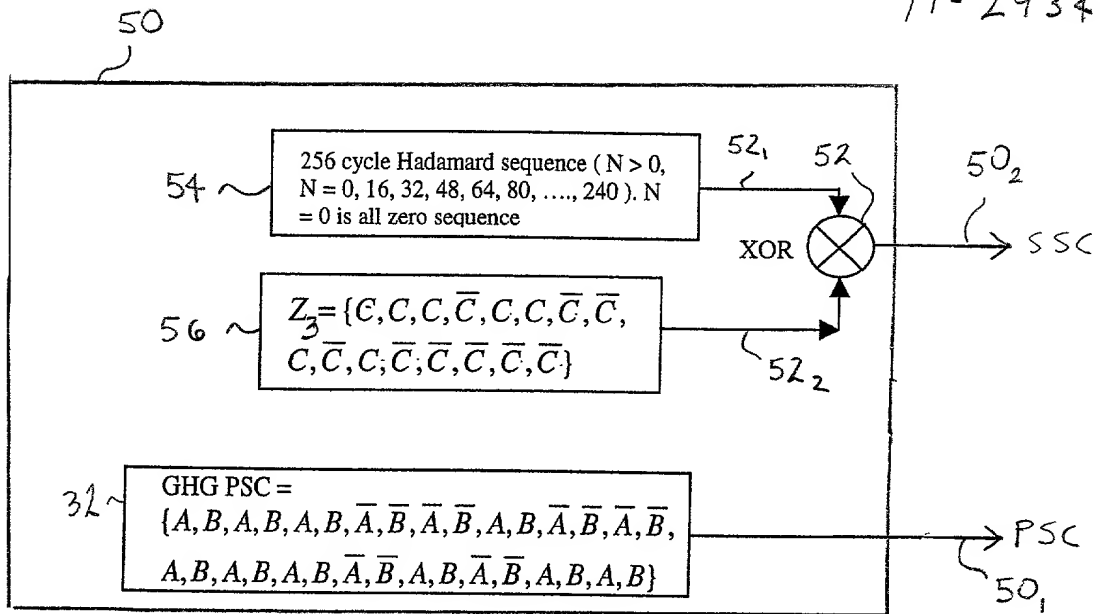 TI-2934
50
54
256 cycle Hadamard sequence ( N > 0,
N = 0, 16, 32, 48, 64, 80, ...., 240 ). N
= 0 is all zero sequence
52₁
52
50₂
XOR
SSC
56
Z₃ = {C, C, C, C̅, C, C, C̅, C̅,
C, C̅, C, C̅, C̅, C̅, C̅, C̅}
52₂
32
GHG PSC =
{A, B, A, B, A, B, A̅, B̅, A̅, B̅, A, B, A̅, B̅, A̅, B̅,
A, B, A, B, A, B, A̅, B̅, A, B, A̅, B̅, A, B, A, B}
PSC
50₁